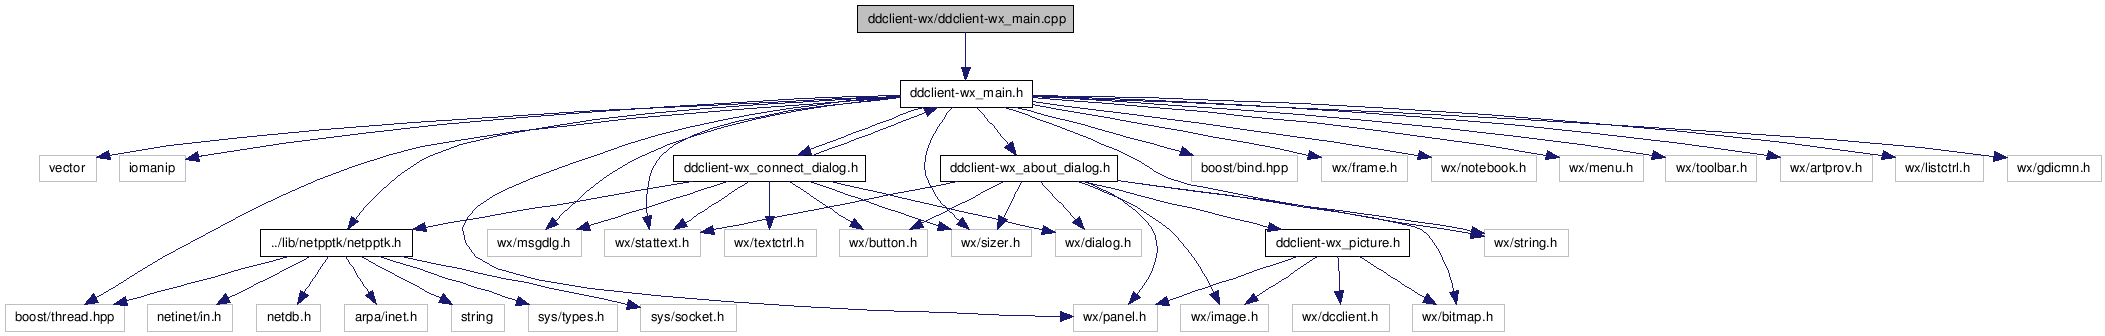 ddclient-wx/ddclient-wx_main.cpp
ddclient-wx_main.h
vector
iomanip
ddclient-wx_connect_dialog.h
ddclient-wx_about_dialog.h
boost/bind.hpp
wx/frame.h
wx/notebook.h
wx/menu.h
wx/toolbar.h
wx/artprov.h
wx/listctrl.h
wx/gdicmn.h
../lib/netpptk/netpptk.h
wx/msgdlg.h
wx/stattext.h
wx/textctrl.h
wx/button.h
wx/sizer.h
wx/dialog.h
ddclient-wx_picture.h
wx/string.h
boost/thread.hpp
netinet/in.h
netdb.h
arpa/inet.h
string
sys/types.h
sys/socket.h
wx/panel.h
wx/image.h
wx/dcclient.h
wx/bitmap.h